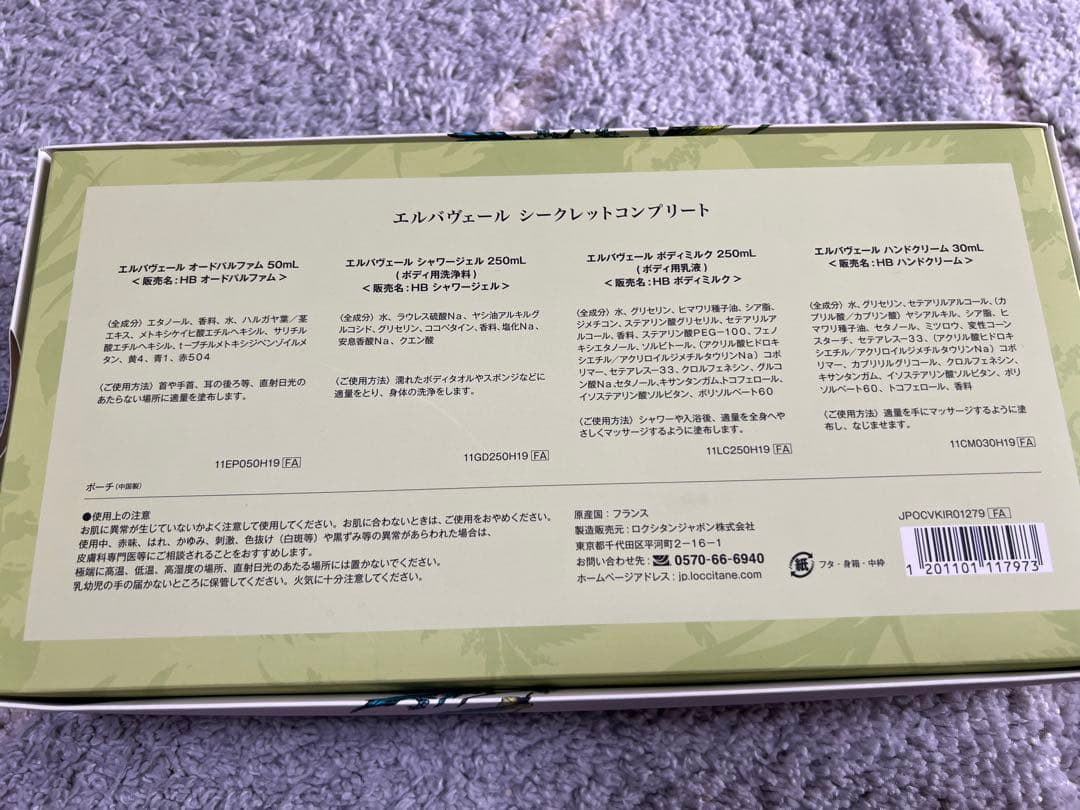 エルバヴェール シークレットコンプリート
エルバヴェール オードパルファム 50mL
<販売名:HB オードパルファム>
〈全成分〉エタノール、香料、水、ハルガヤ葉/茎
エキス、メトキシケイヒ酸エチルヘキシル、サリチル
酸エチルヘキシル、t-ブチルメトキシジベンゾイルメ
タン、黄4、青1、赤504
〈ご使用方法〉首や手首、耳の後ろ等、直射日光の
あたらない場所に適量を塗布します。
11EP050H19 FA
エルバヴェール シャワージェル 250mL
(ボディ用洗浄料)
<販売名:HB シャワージェル>
〈全成分〉水、ラウレス硫酸Na、ヤシ油アルキルグ
ルコシド、グリセリン、ココベタイン、香料、塩化Na、
安息香酸Na、クエン酸
〈ご使用方法〉濡れたボディタオルやスポンジなどに
適量をとり、身体の洗浄をします。
11GD250H19 FA
エルバヴェール ボディミルク 250mL
(ボディ用乳液)
<販売名:HB ボディミルク>
〈全成分〉水、グリセリン、ヒマワリ種子油、シア脂、
ジメチコン、ステアリン酸グリセリル、セテアリルア
ルコール、香料、ステアリン酸PEG-100、フェノ
キシエタノール、ソルビトール、(アクリル酸ヒドロキ
シエチル/アクリロイルジメチルタウリンNa)コポ
リマー、セテアレス-33、クロルフェネシン、グルコ
ン酸Na、セタノール、キサンタンガム、トコフェロール、
イソステアリン酸ソルビタン、ポリソルベート60
〈ご使用方法〉シャワーや入浴後、適量を全身へや
さしくマッサージするように塗布します。
11LC250H19 FA
エルバヴェール ハンドクリーム 30mL
<販売名:HB ハンドクリーム>
〈全成分〉水、グリセリン、セテアリルアルコール、(カ
プリル酸/カプリン酸)ヤシアルキル、シア脂、ヒ
マワリ種子油、セタノール、ミツロウ、変性コーン
スターチ、セテアレス-33、(アクリル酸ヒドロキ
シエチル/アクリロイルジメチルタウリンNa)コポ
リマー、カプリリルグリコール、クロルフェネシン、
キサンタンガム、イソステアリン酸ソルビタン、ポリ
ソルベート60、トコフェロール、香料
〈ご使用方法〉適量を手にマッサージするように塗
布し、なじませます。
11CM030H19 FA
ポーチ(中国製)
●使用上の注意
お肌に異常が生じていないかよく注意して使用してください。お肌に合わないときは、ご使用をおやめください。
使用中、赤味、はれ、かゆみ、刺激、色抜け(白斑等)や黒ずみ等の異常があらわれた場合は、
皮膚科専門医等にご相談されることをおすすめします。
極端に高温、低温、高湿度の場所、直射日光のあたる場所には置かないでください。
乳幼児の手の届かないところに保管してください。火気に十分注意してください。
原産国:フランス
製造販売元:ロクシタンジャポン株式会社
東京都千代田区平河町2-16-1
お問い合わせ先: 0570-66-6940
ホームページアドレス:jp.loccitane.com
紙 フタ・身箱・中枠
JPOCVKIR01279 FA
1 201101 117973